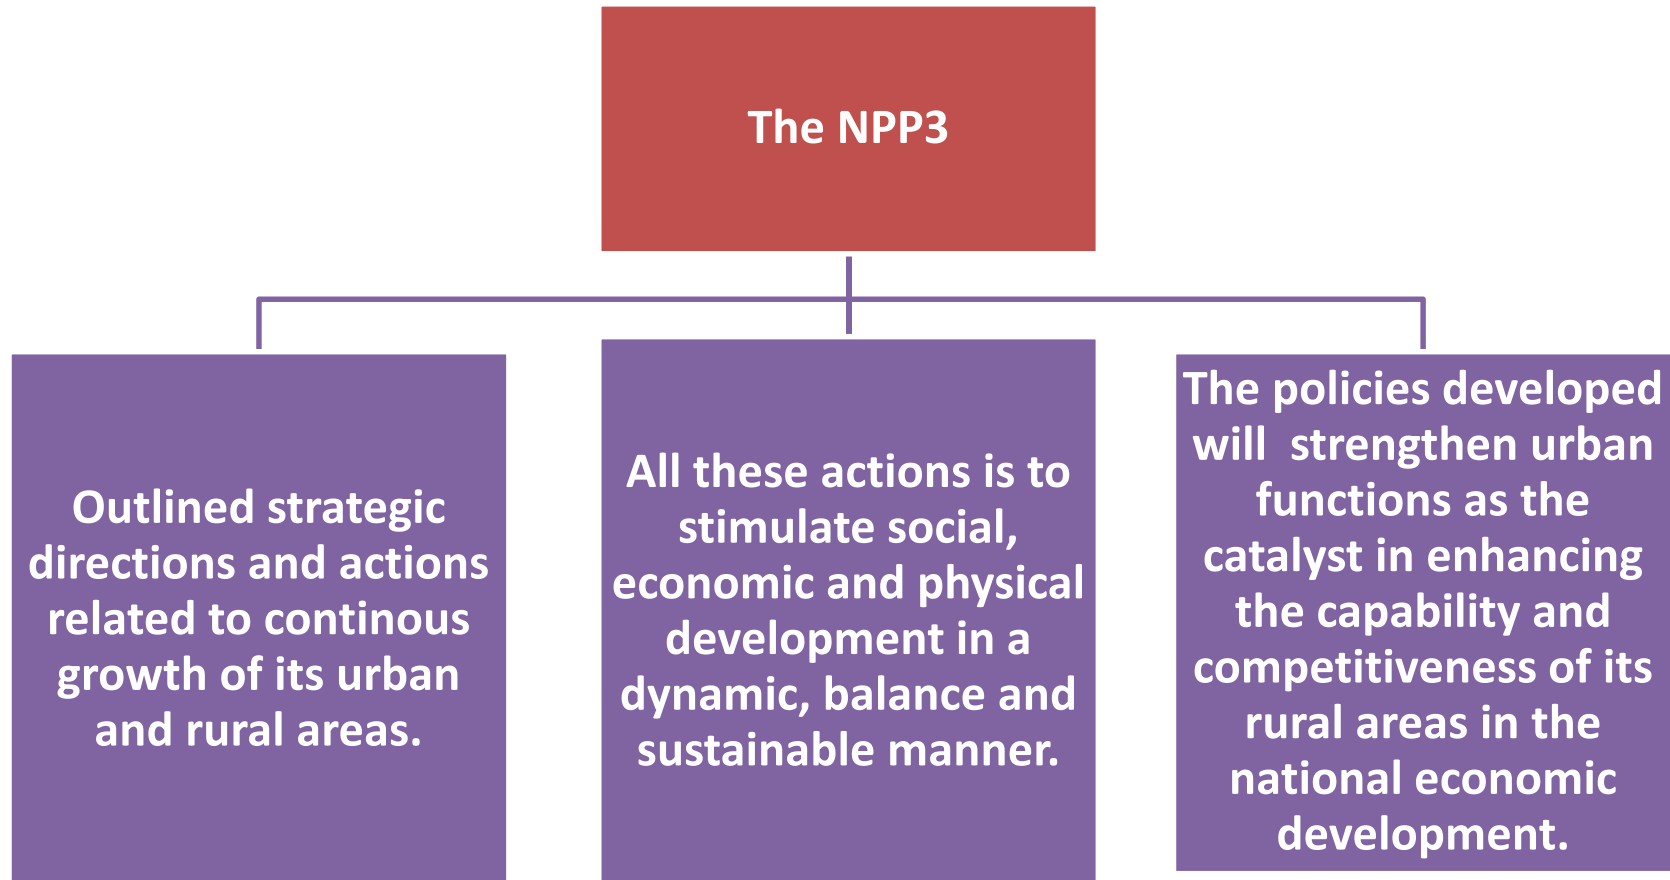 The NPP3
Outlined strategic
directions and actions
related to continous
growth of its urban
and rural areas.
All these actions is to
stimulate social,
economic and physical
development in a
dynamic, balance and
sustainable manner.
The policies developed
will  strengthen urban
functions as the
catalyst in enhancing
the capability and
competitiveness of its
rural areas in the
national economic
development.